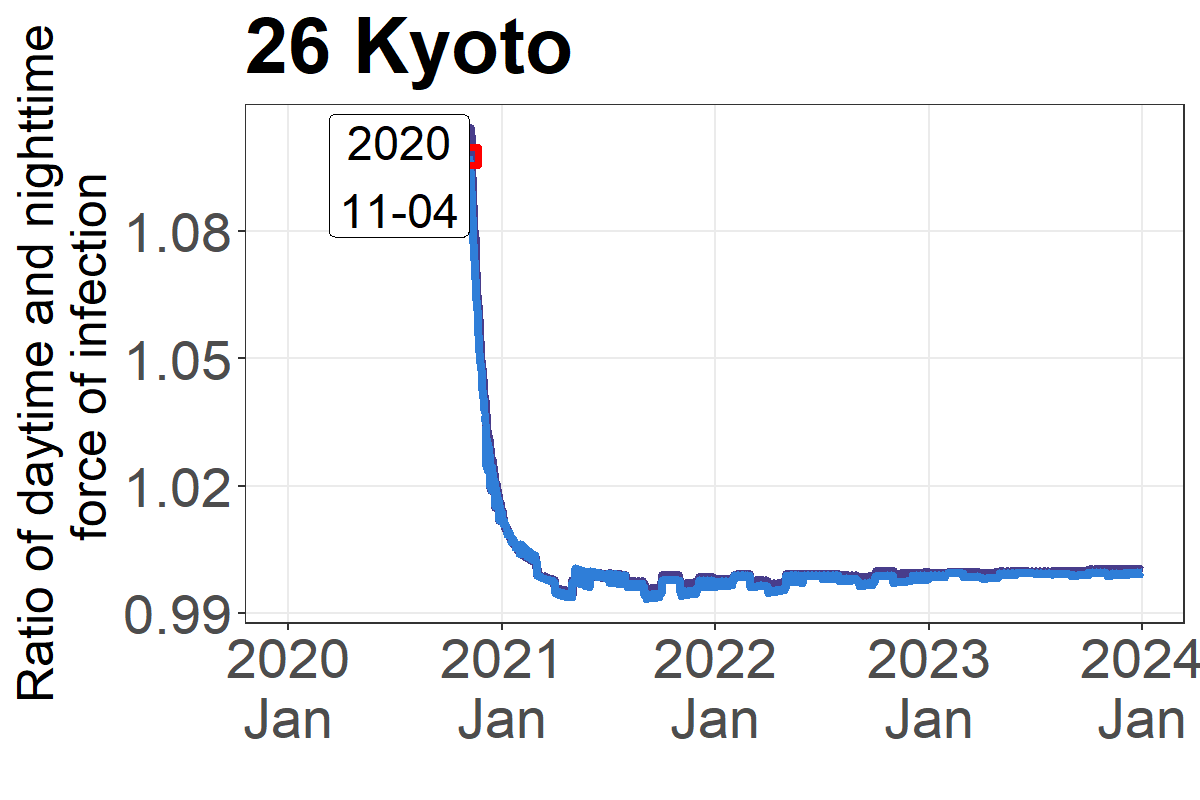 26 Kyoto
Ratio of daytime and nighttime
force of infection
2020
11-04
1.08
1.05
1.02
0.99
2020
Jan
2021
Jan
2022
Jan
2023
Jan
2024
Jan